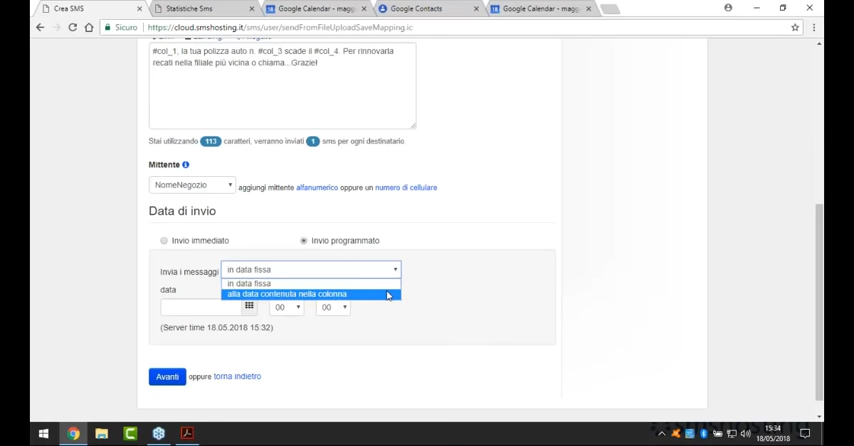 Crea SMS
Statistiche Sms
Google Calendar - magg
Google Contacts
Google Calendar - magg
Sicuro
https://cloud.smshosting.it/sms/user/sendFromFileUploadSaveMapping.ic
#col_1, la tua polizza auto n. #col_3 scade il #col_4. Per rinnovarla
recati nella filiale più vicina o chiama...Grazie!
Stai utilizzando 113 caratteri, verranno inviati 1 sms per ogni destinatario
Mittente
NomeNegozio
aggiungi mittente alfanumerico oppure un numero di cellulare
Data di invio
Invio immediato
Invio programmato
Invia i messaggi
in data fissa
in data fissa
data
alla data contenuta nella colonna
00
00
(Server time 18.05.2018 15:32)
Avanti oppure torna indietro
15:34
18/05/2018